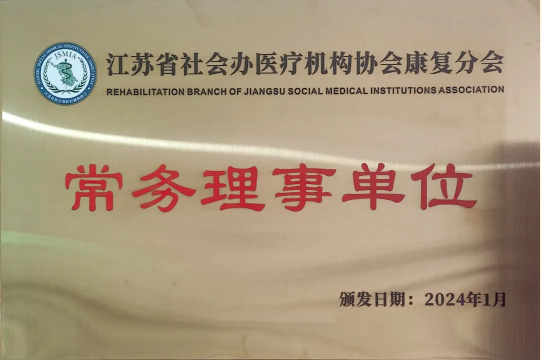 ISMIA
江苏省社会办医疗机构协会康复分会
REHABILITATION BRANCH OF JIANGSU SOCIAL MEDICAL INSTITUTIONS ASSOCIATION
常务理事单位
颁发日期：2024年1月